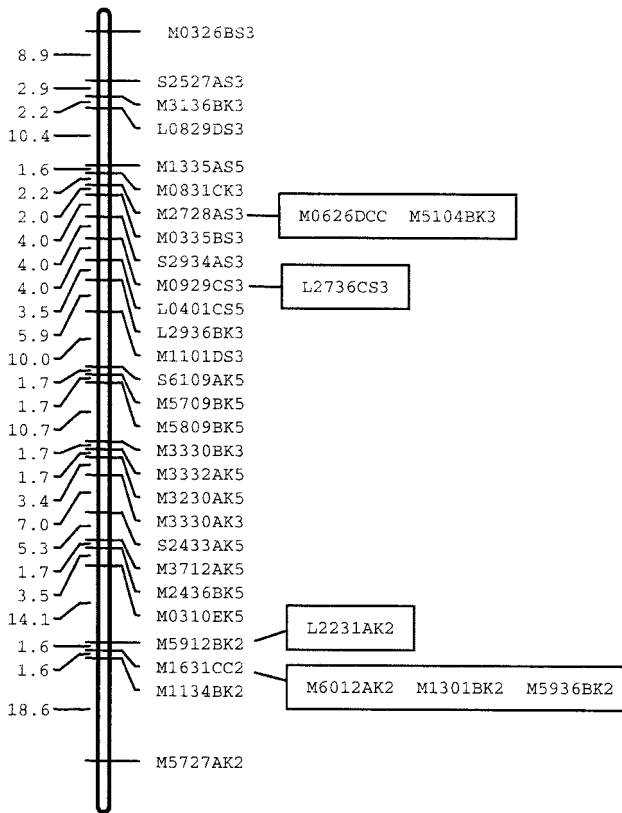 M0326BS3
8.9
2.9 S2527AS3
2.2 M3136BK3
10.4 L0829DS3
1.6 M1335AS5
2.2 M0831CK3
2.0 M2728AS3 M0626DCC M5104BK3
4.0 M0335BS3
4.0 S2934AS3
4.0 M0929CS3 L2736CS3
3.5 L0401CS5
5.9 L2936BK3
10.0 M1101DS3
1.7 S6109AK5
1.7 M5709BK5
10.7 M5809BK5
1.7 M3330BK3
1.7 M3332AK5
3.4 M3230AK5
7.0 M3330AK3
5.3 S2433AK5
1.7 M3712AK5
3.5 M2436BK5
14.1 M0310EK5
L2231AK2
1.6 M5912BK2
1.6 M1631CC2
M6012AK2 M1301BK2 M5936BK2
M1134BK2
18.6
M5727AK2